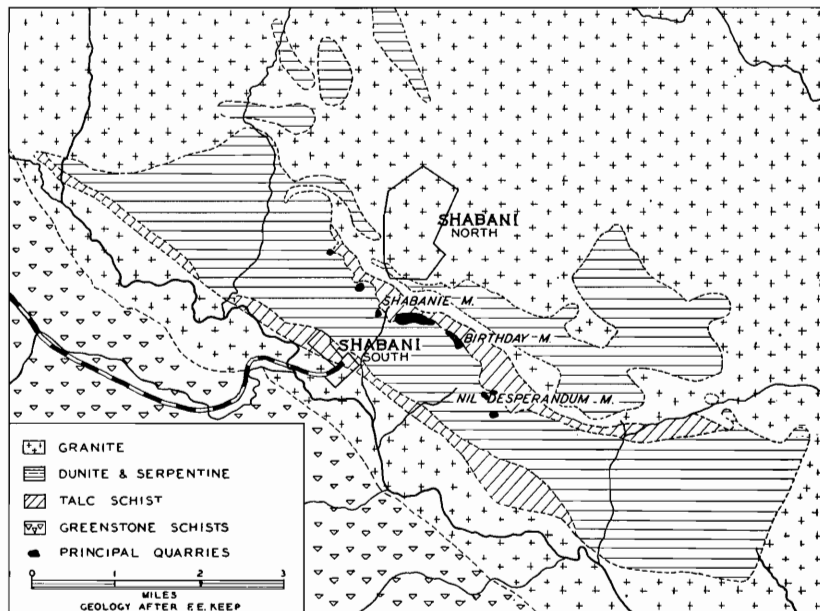 SHABANI
NORTH
SHABANIE M.
BIRTHDAY M.
SHABANI
SOUTH
NIL DESPERANDUM M.
GRANITE
DUNITE & SERPENTINE
TALC SCHIST
GREENSTONE SCHISTS
PRINCIPAL QUARRIES
0 1 2 3
MILES
GEOLOGY AFTER F.E. KEEP